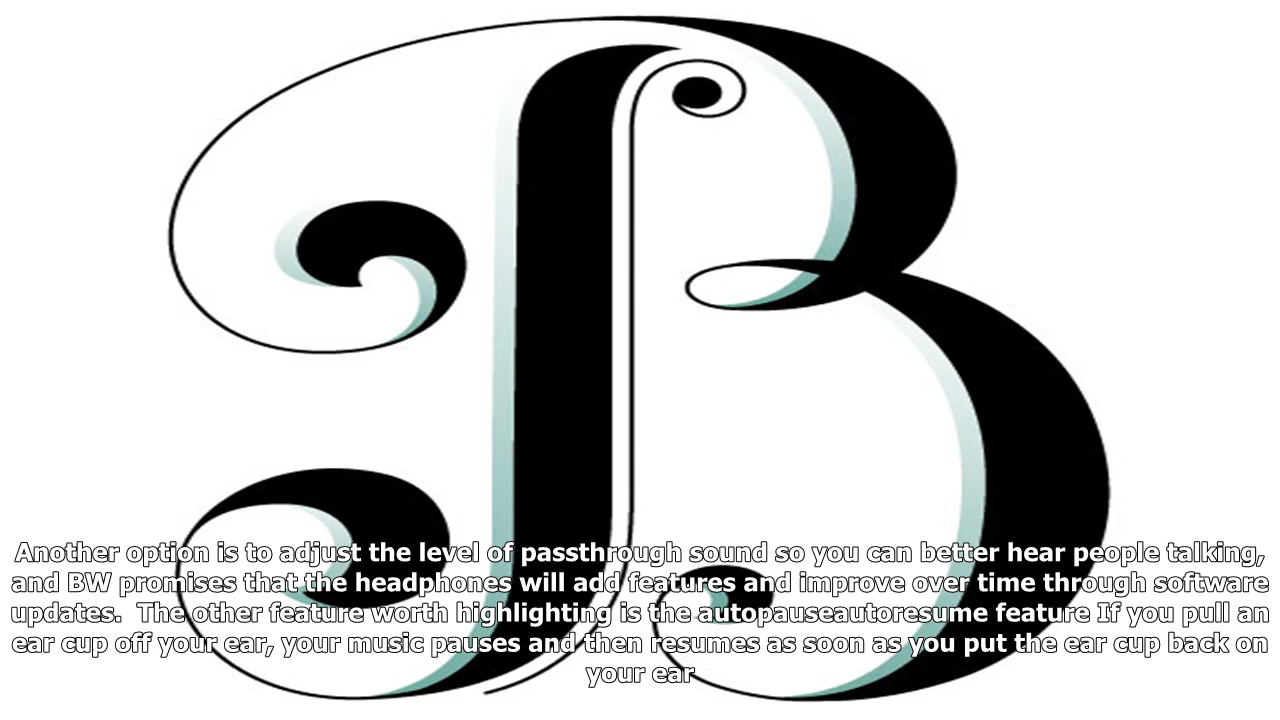 B
Another option is to adjust the level of passthrough sound so you can better hear people talking,
and BW promises that the headphones will add features and improve over time through software
updates.  The other feature worth highlighting is the autopauseautoresume feature If you pull an
ear cup off your ear, your music pauses and then resumes as soon as you put the ear cup back on
your ear